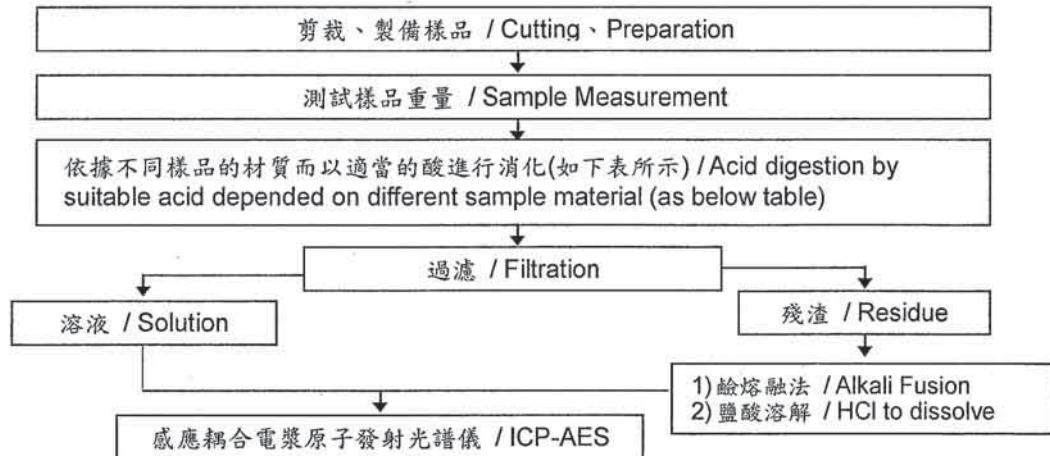 剪裁、製備樣品 / Cutting、Preparation
測試樣品重量 / Sample Measurement
依據不同樣品的材質而以適當的酸進行消化(如下表所示) / Acid digestion by
suitable acid depended on different sample material (as below table)
過濾 / Filtration
溶液 / Solution
殘渣 / Residue
1) 鹼熔融法 / Alkali Fusion
2) 鹽酸溶解 / HCl to dissolve
感應耦合電漿原子發射光譜儀 / ICP-AES